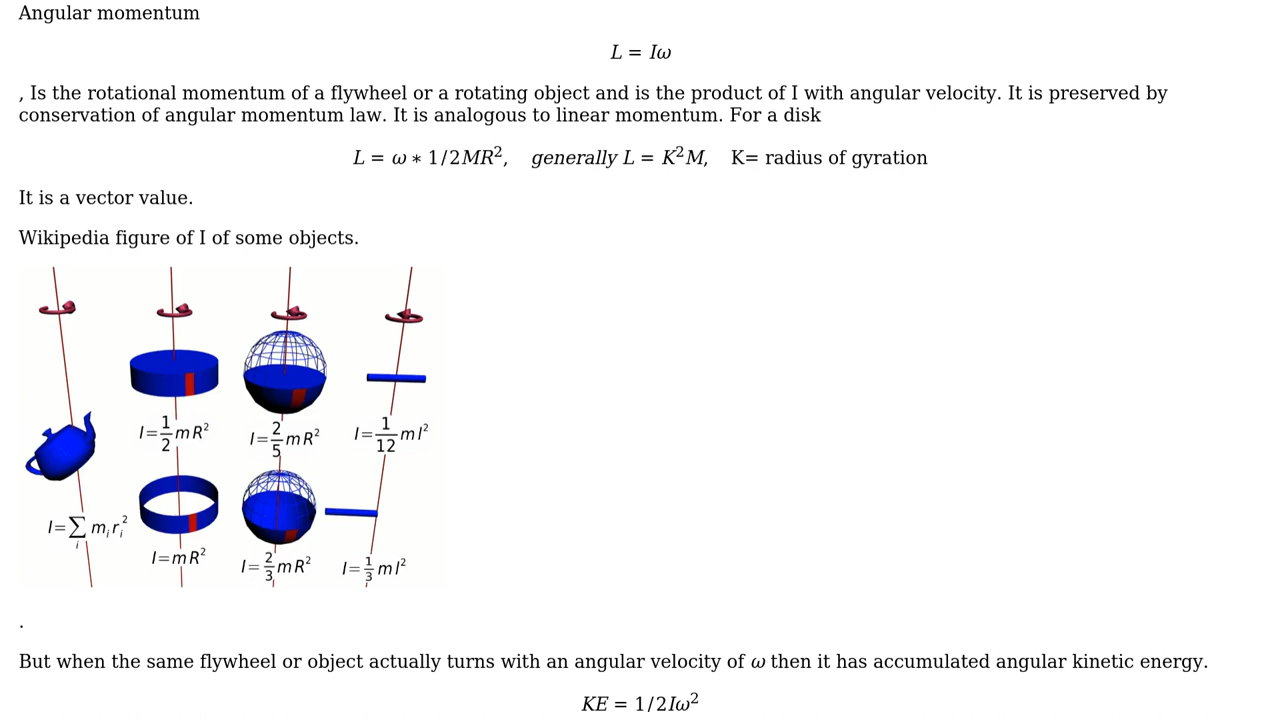 Angular momentum
L = Iω
, Is the rotational momentum of a flywheel or a rotating object and is the product of I with angular velocity. It is preserved by
conservation of angular momentum law. It is analogous to linear momentum. For a disk
L = ω ∗ 1/2MR², generally L = K²M, K= radius of gyration
It is a vector value.
Wikipedia figure of I of some objects.
I=1/2 mR²
I=2/5 mR²
I=1/12 ml²
I=∑ᵢ mᵢrᵢ²
I=mR²
I=2/3 mR²
I=1/3 ml²
.
But when the same flywheel or object actually turns with an angular velocity of ω then it has accumulated angular kinetic energy.
KE = 1/2Iω²